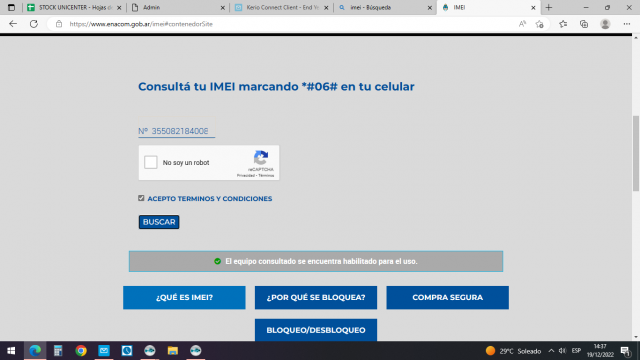 STOCK UNICENTER - Hojas d
Admin
Kerio Connect Client - End
imei - Búsqueda
IMEI
https://www.enacom.gob.ar/imei#contenedorSite
Consultá tu IMEI marcando *#06# en tu celular
Nº 355082184008
No soy un robot
reCAPTCHA
Privacidad - Términos
ACEPTO TERMINOS Y CONDICIONES
BUSCAR
El equipo consultado se encuentra habilitado para el uso.
¿QUÉ ES IMEI?
¿POR QUÉ SE BLOQUEA?
COMPRA SEGURA
BLOQUEO/DESBLOQUEO
29°C Soleado
ESP
14:37
19/12/2022